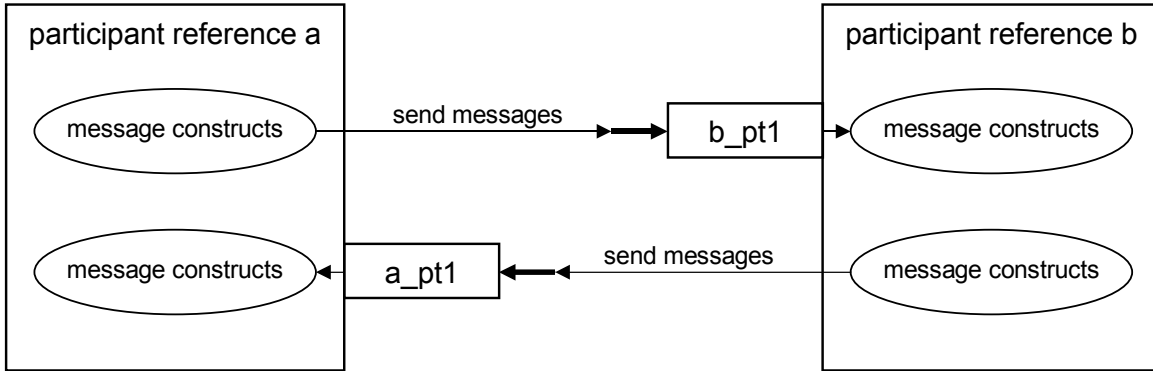 participant reference a
participant reference b
message constructs
send messages
b_pt1
message constructs
message constructs
a_pt1
send messages
message constructs